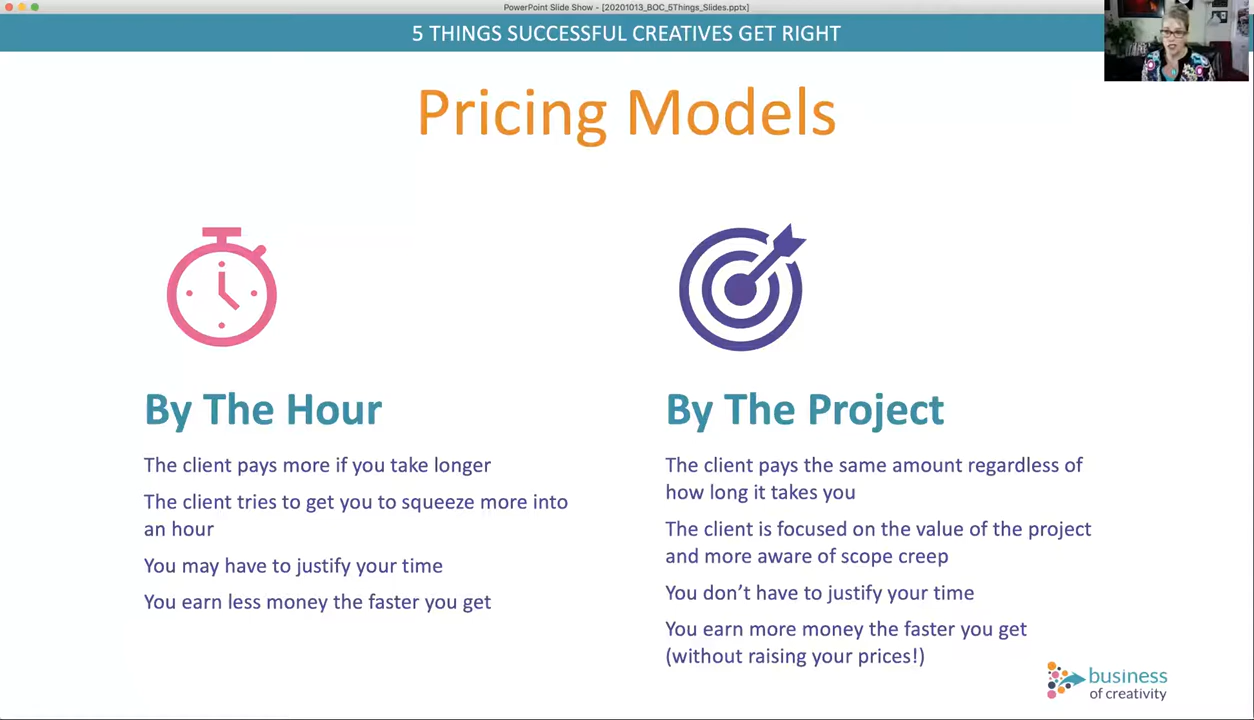 PowerPoint Slide Show - [20201013_BOC_5Things_Slides.pptx]
5 THINGS SUCCESSFUL CREATIVES GET RIGHT
Pricing Models
By The Hour
The client pays more if you take longer
The client tries to get you to squeeze more into
an hour
You may have to justify your time
You earn less money the faster you get
By The Project
The client pays the same amount regardless of
how long it takes you
The client is focused on the value of the project
and more aware of scope creep
You don’t have to justify your time
You earn more money the faster you get
(without raising your prices!)
business
of creativity